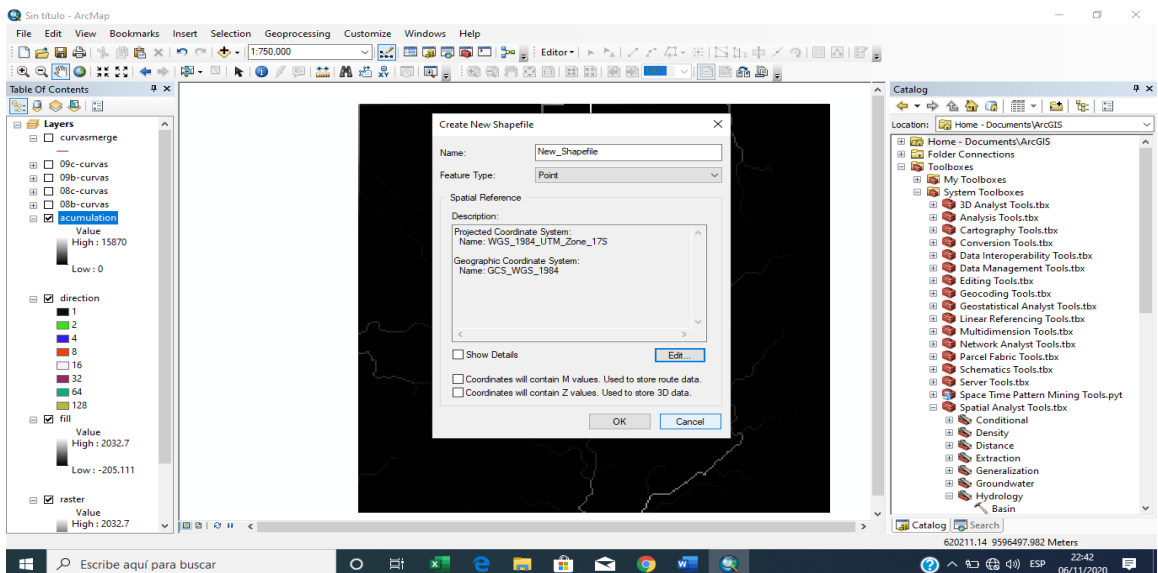 Sin título - ArcMap
File Edit View Bookmarks Insert Selection Geoprocessing Customize Windows Help
1:750,000
Editor
Table Of Contents
Layers
curvasmerge
09c-curvas
09b-curvas
08c-curvas
08b-curvas
acumulation
Value
High : 15870
Low : 0
direction
1
2
4
8
16
32
64
128
fill
Value
High : 2032.7
Low : -205.111
raster
Value
High : 2032.7
Create New Shapefile
Name:
New_Shapefile
Feature Type:
Point
Spatial Reference
Description:
Projected Coordinate System:
Name: WGS_1984_UTM_Zone_17S
Geographic Coordinate System:
Name: GCS_WGS_1984
Show Details
Edit...
Coordinates will contain M values. Used to store route data.
Coordinates will contain Z values. Used to store 3D data.
OK
Cancel
Catalog
Location: Home - Documents\ArcGIS
Home - Documents\ArcGIS
Folder Connections
Toolboxes
My Toolboxes
System Toolboxes
3D Analyst Tools.tbx
Analysis Tools.tbx
Cartography Tools.tbx
Conversion Tools.tbx
Data Interoperability Tools.tbx
Data Management Tools.tbx
Editing Tools.tbx
Geocoding Tools.tbx
Geostatistical Analyst Tools.tbx
Linear Referencing Tools.tbx
Multidimension Tools.tbx
Network Analyst Tools.tbx
Parcel Fabric Tools.tbx
Schematics Tools.tbx
Server Tools.tbx
Space Time Pattern Mining Tools.pyt
Spatial Analyst Tools.tbx
Conditional
Density
Distance
Extraction
Generalization
Groundwater
Hydrology
Basin
Catalog
Search
620211.14 9596497.982 Meters
Escribe aquí para buscar
ESP
22:42
06/11/2020